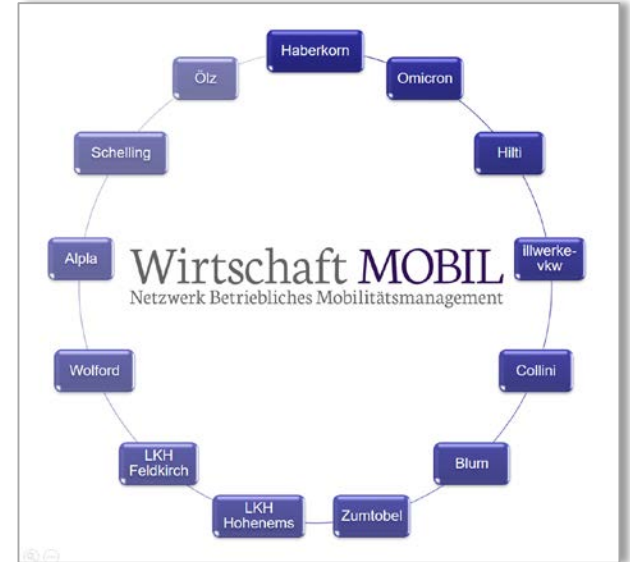 Haberkorn
Omicron
Hilti
illwerke-
vkw
Collini
Blum
Zumtobel
LKH
Hohenems
LKH
Feldkirch
Wolford
Alpla
Schelling
Ölz
Wirtschaft MOBIL
Netzwerk Betriebliches Mobilitätsmanagement